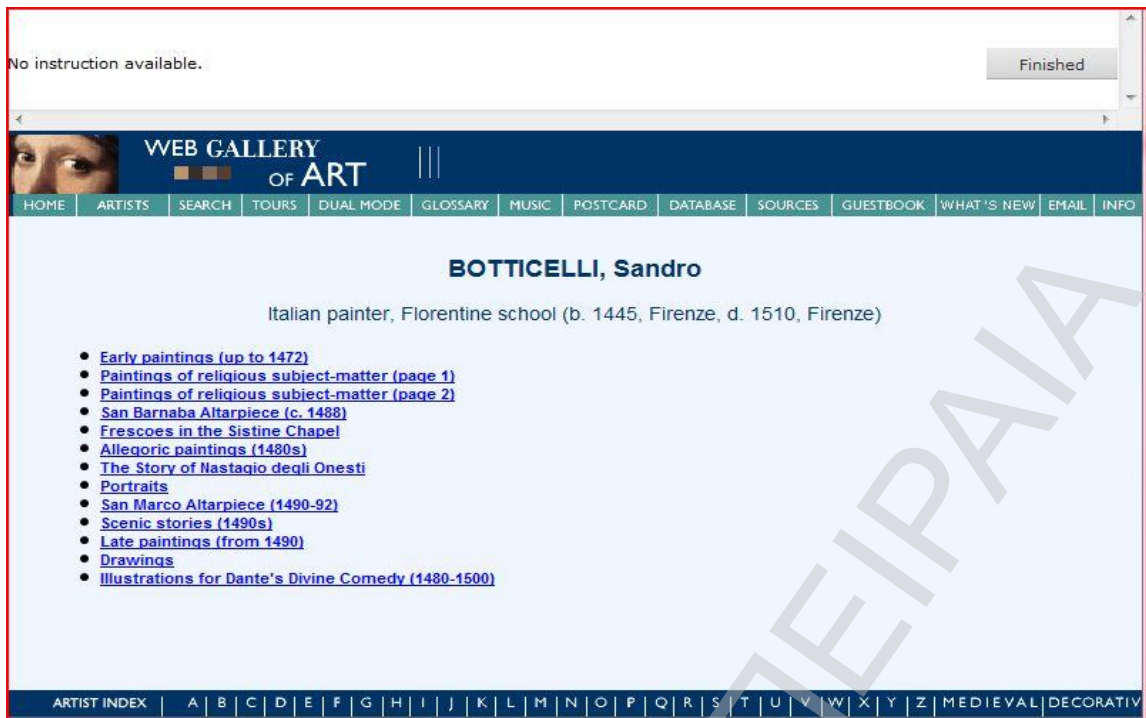 No instruction available.
Finished
WEB GALLERY
OF ART
HOME ARTISTS SEARCH TOURS DUAL MODE GLOSSARY MUSIC POSTCARD DATABASE SOURCES GUESTBOOK WHAT'S NEW EMAIL INFO
BOTTICELLI, Sandro
Italian painter, Florentine school (b. 1445, Firenze, d. 1510, Firenze)
Early paintings (up to 1472)
Paintings of religious subject-matter (page 1)
Paintings of religious subject-matter (page 2)
San Barnaba Altarpiece (c. 1488)
Frescoes in the Sistine Chapel
Allegoric paintings (1480s)
The Story of Nastagio degli Onesti
Portraits
San Marco Altarpiece (1490-92)
Scenic stories (1490s)
Late paintings (from 1490)
Drawings
Illustrations for Dante's Divine Comedy (1480-1500)
ARTIST INDEX | A | B | C | D | E | F | G | H | I | J | K | L | M | N | O | P | Q | R | S | T | U | V | W | X | Y | Z | MEDIEVAL | DECORATIV